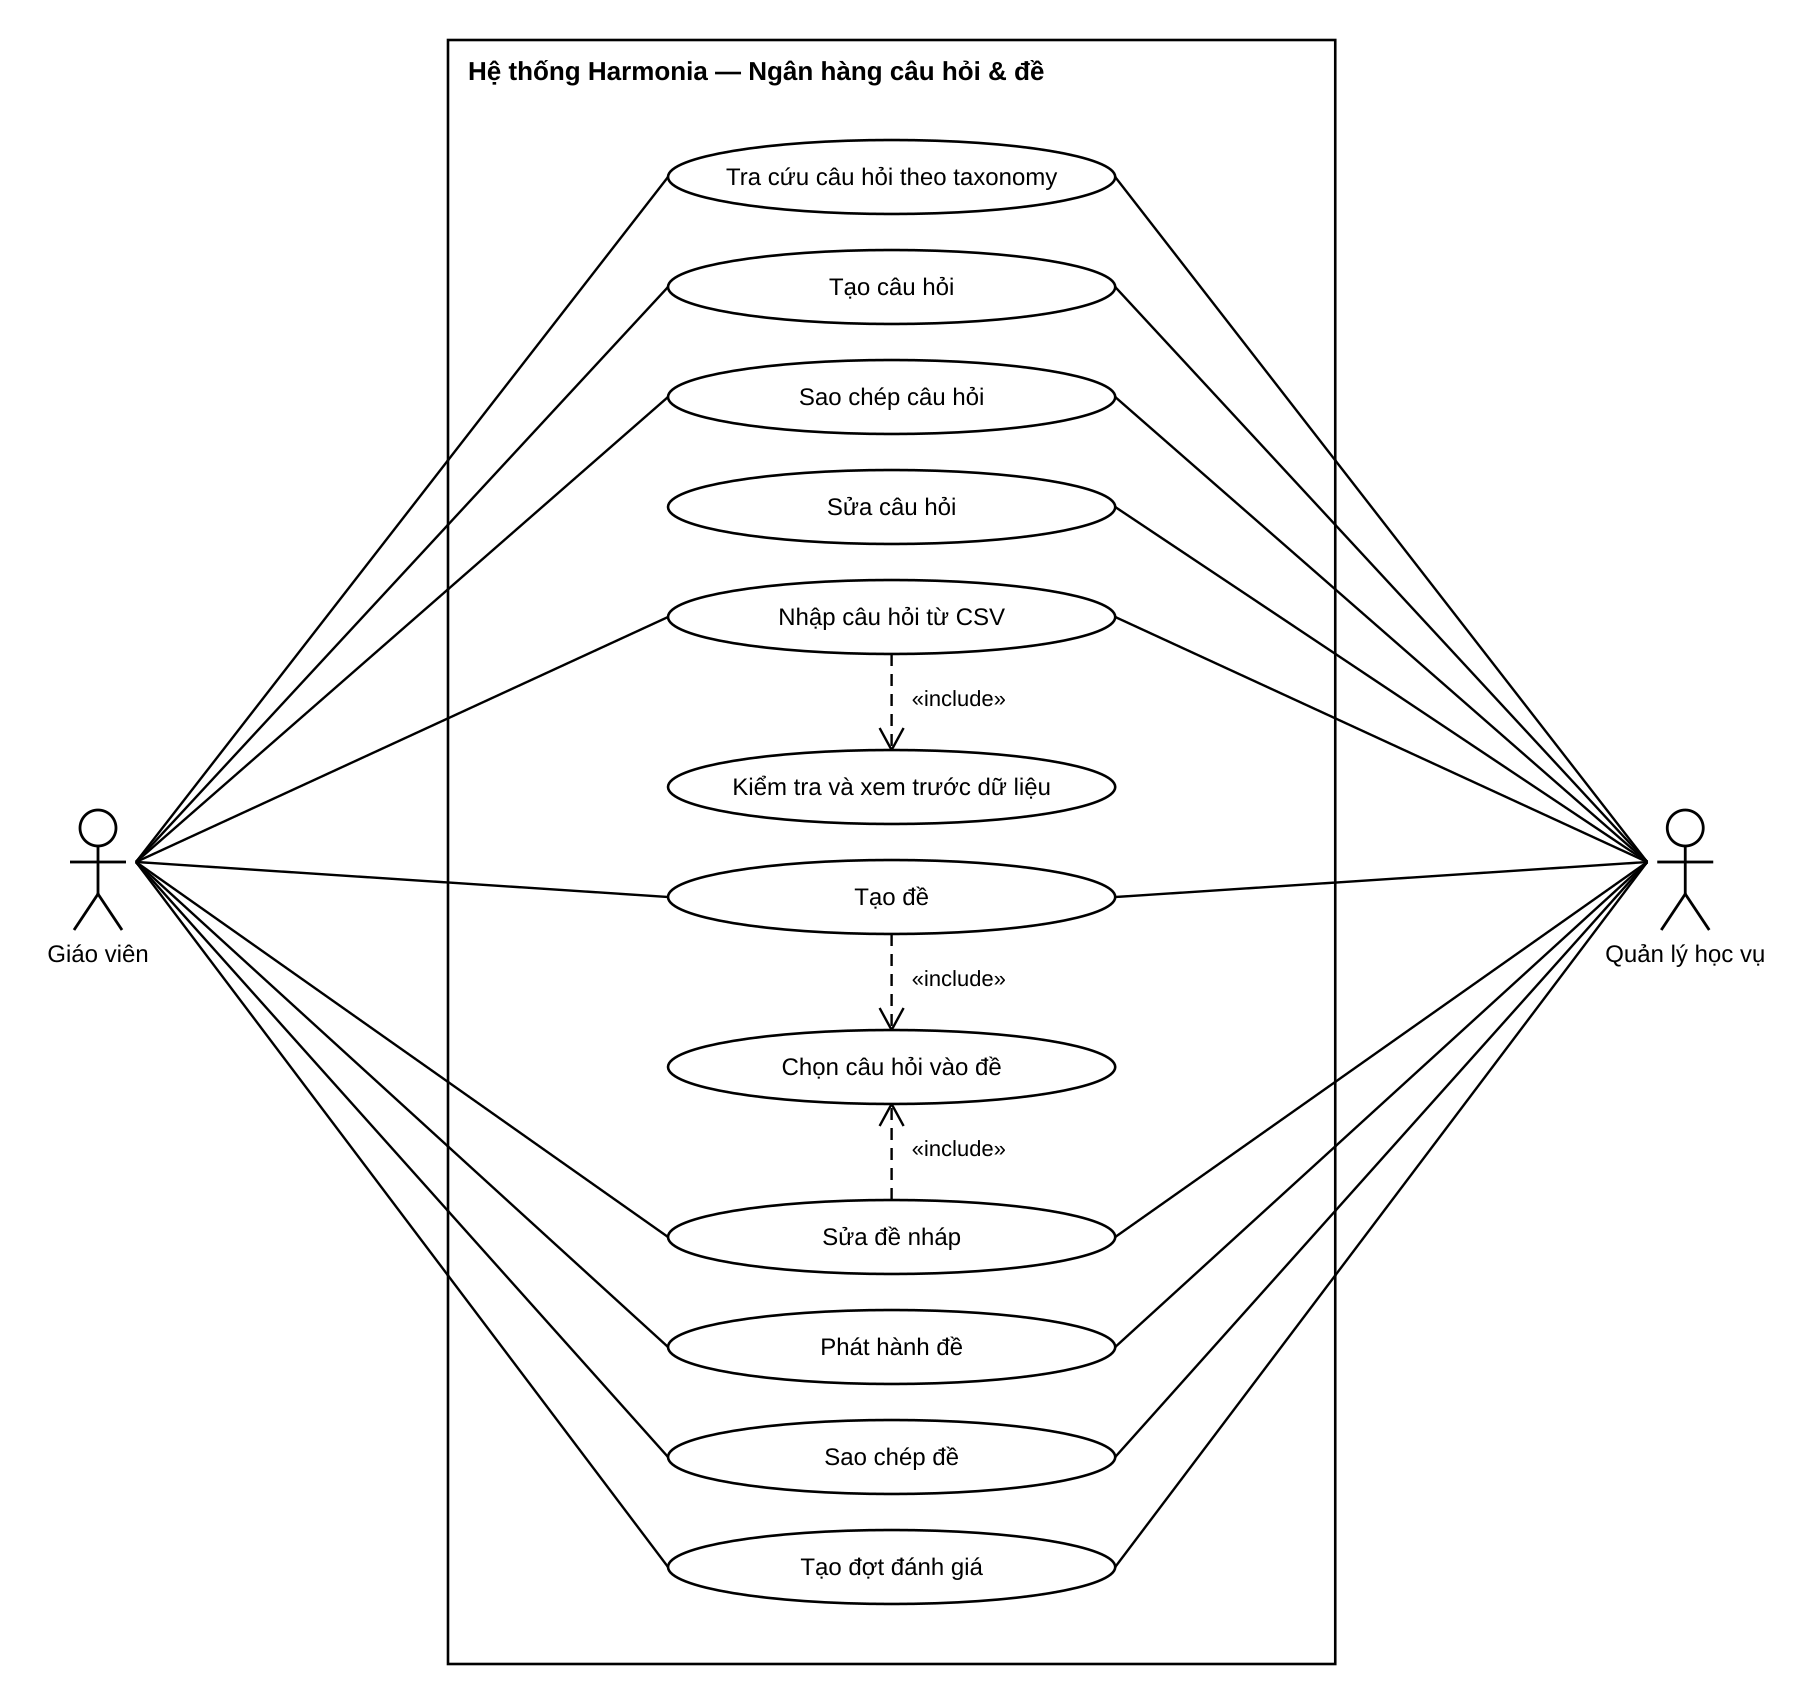 Hệ thống Harmonia — Ngân hàng câu hỏi & đề
Tra cứu câu hỏi theo taxonomy
Tạo câu hỏi
Sao chép câu hỏi
Sửa câu hỏi
Nhập câu hỏi từ CSV
«include»
Kiểm tra và xem trước dữ liệu
Tạo đề
Giáo viên
Quản lý học vụ
«include»
Chọn câu hỏi vào đề
«include»
Sửa đề nháp
Phát hành đề
Sao chép đề
Tạo đợt đánh giá